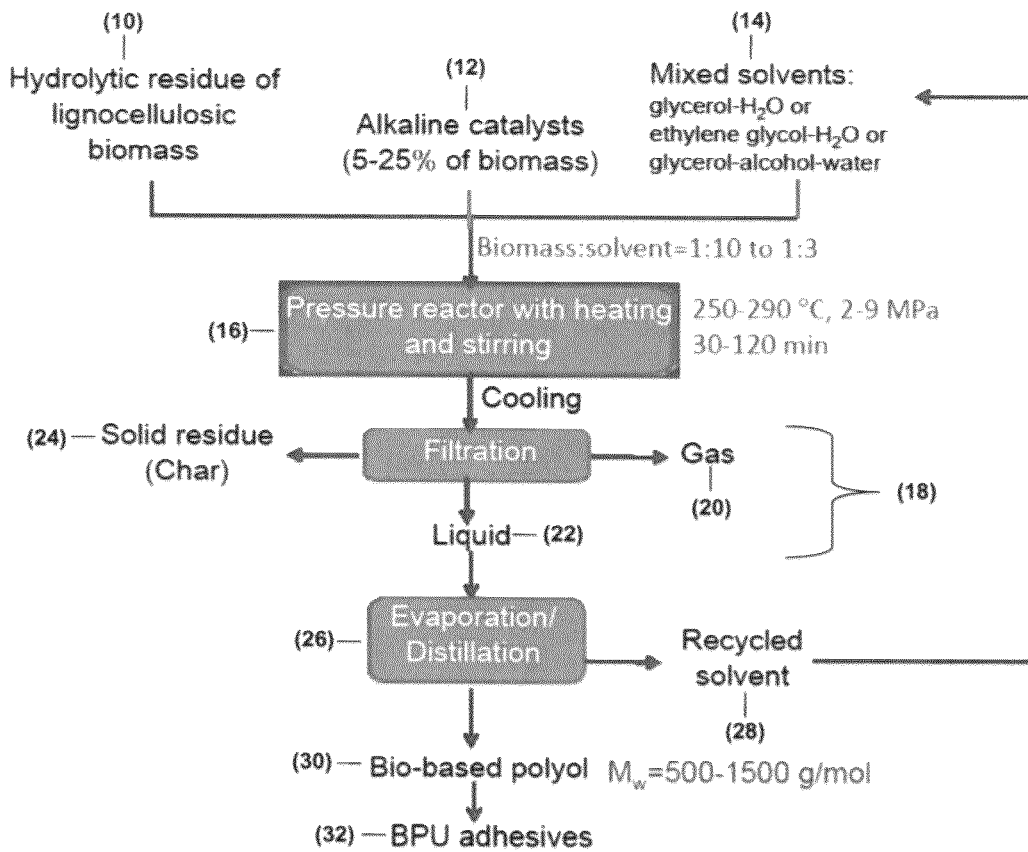 (10)
Hydrolytic residue of
lignocellulosic
biomass
(12)
Alkaline catalysts
(5-25% of biomass)
(14)
Mixed solvents:
glycerol-H₂O or
ethylene glycol-H₂O or
glycerol-alcohol-water
Biomass:solvent=1:10 to 1:3
(16)
Pressure reactor with heating
and stirring
250-290 °C, 2-9 MPa
30-120 min
Cooling
(24)
Solid residue
(Char)
Filtration
Gas
(20)
(18)
Liquid
(22)
(26)
Evaporation/
Distillation
Recycled
solvent
(28)
(30)
Bio-based polyol
M_w=500-1500 g/mol
(32)
BPU adhesives